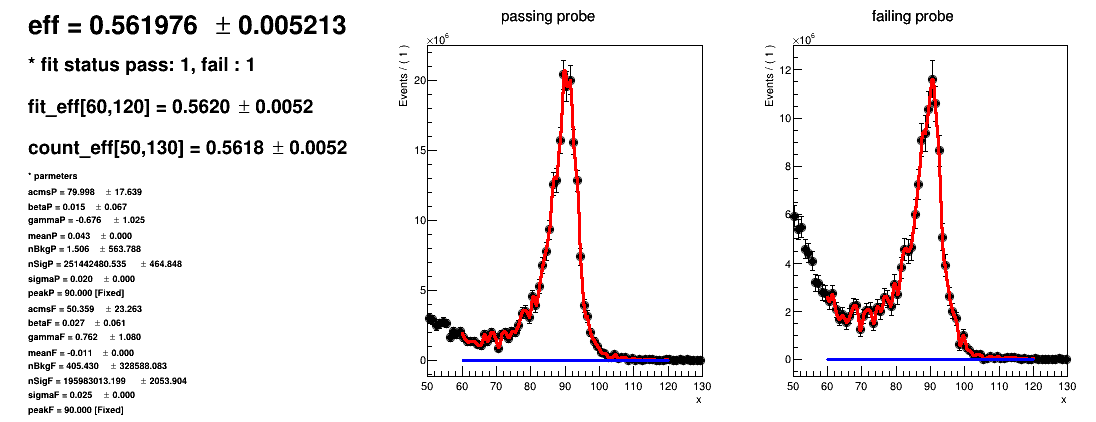 eff = 0.561976 ± 0.005213
* fit status pass: 1, fail : 1
fit_eff[60,120] = 0.5620 ± 0.0052
count_eff[50,130] = 0.5618 ± 0.0052
* parmeters
acmsP = 79.998 ± 17.639
betaP = 0.015 ± 0.067
gammaP = -0.676 ± 1.025
meanP = 0.043 ± 0.000
nBkgP = 1.506 ± 563.788
nSigP = 251442480.535 ± 464.848
sigmaP = 0.020 ± 0.000
peakP = 90.000 [Fixed]
acmsF = 50.359 ± 23.263
betaF = 0.027 ± 0.061
gammaF = 0.762 ± 1.080
meanF = -0.011 ± 0.000
nBkgF = 405.430 ± 328588.083
nSigF = 195983013.199 ± 2053.904
sigmaF = 0.025 ± 0.000
peakF = 90.000 [Fixed]
passing probe
×10⁶
Events / ( 1 )
20
15
10
5
0
50 60 70 80 90 100 110 120 130
x
failing probe
×10⁶
Events / ( 1 )
12
10
8
6
4
2
0
50 60 70 80 90 100 110 120 130
x